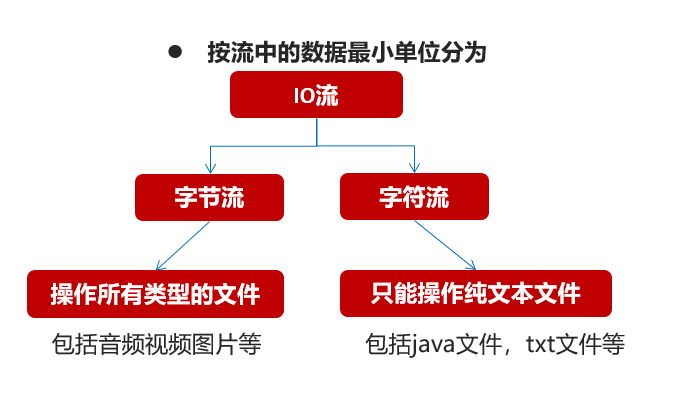 ● 按流中的数据最小单位分为
IO流
字节流
字符流
操作所有类型的文件
只能操作纯文本文件
包括音频视频图片等
包括java文件，txt文件等